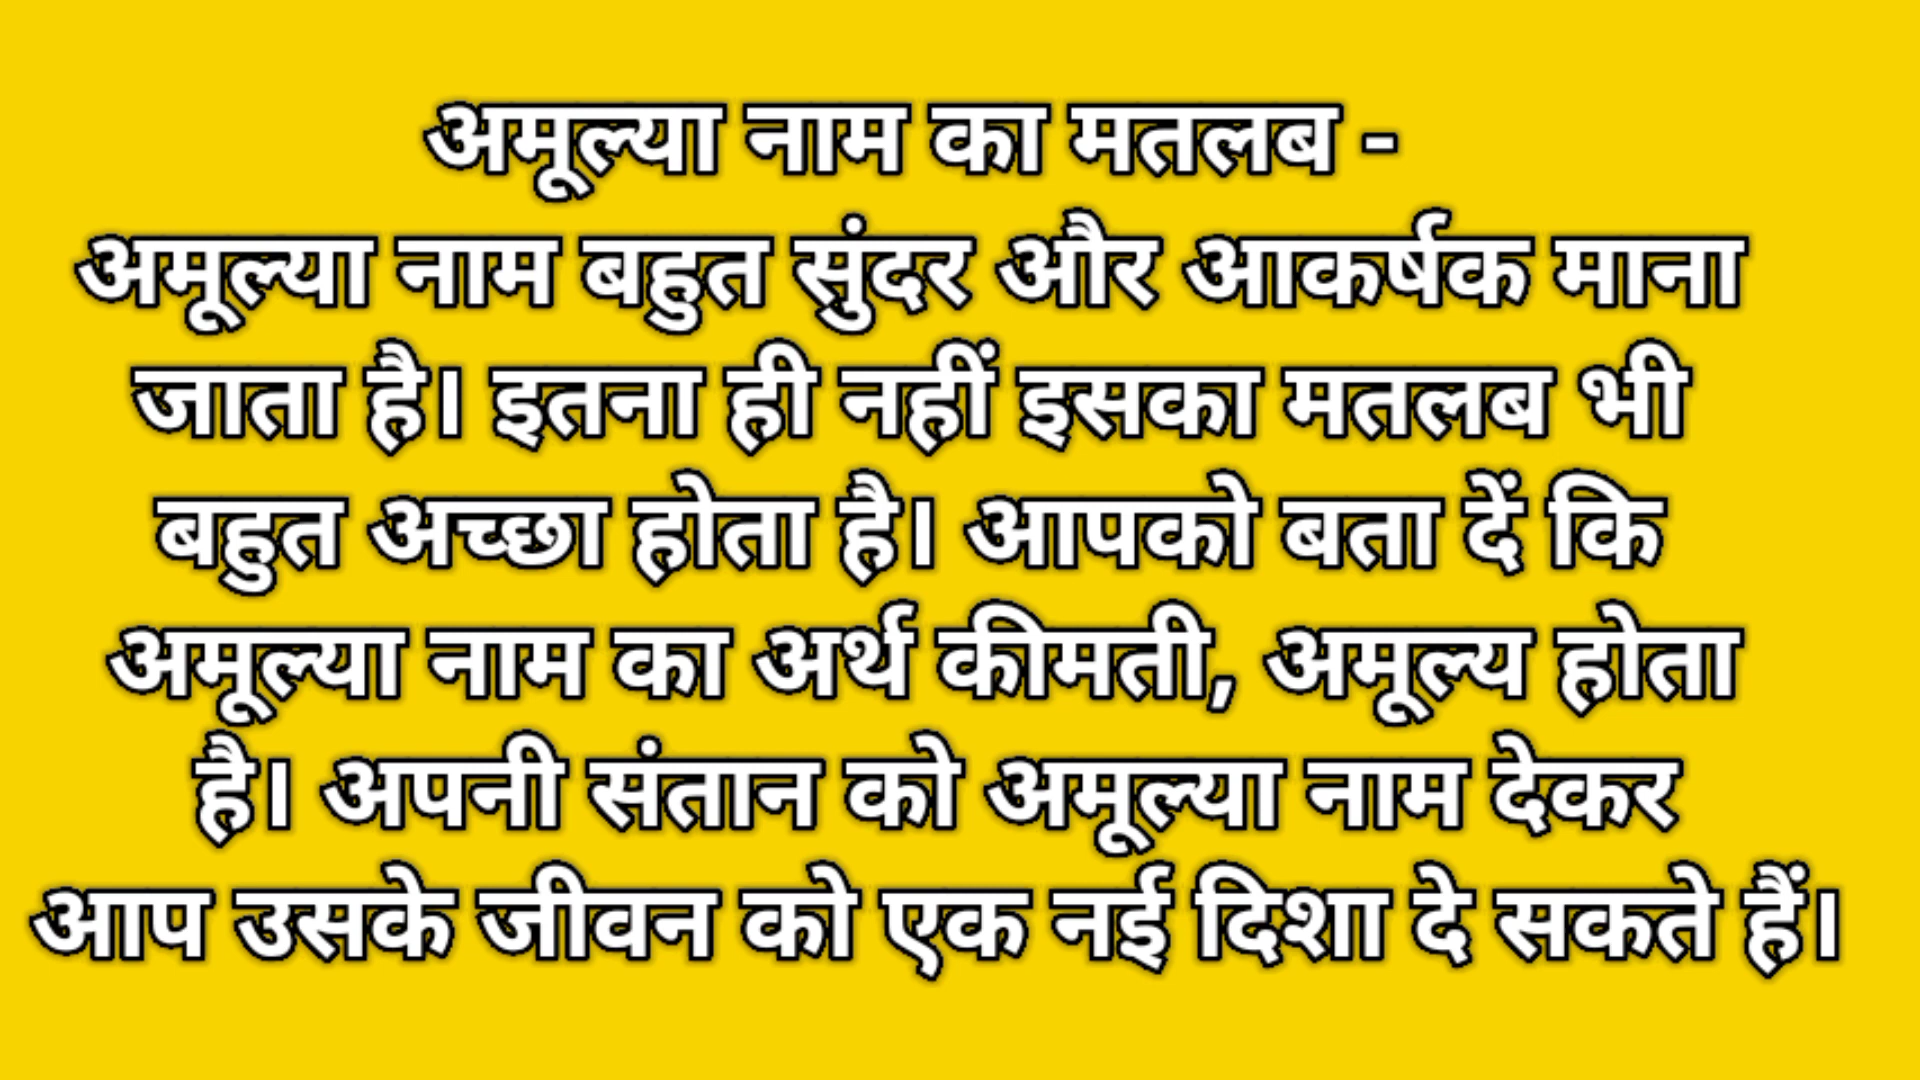 अमूल्या नाम का मतलब -
अमूल्या नाम बहुत सुंदर और आकर्षक माना
जाता है। इतना ही नहीं इसका मतलब भी
बहुत अच्छा होता है। आपको बता दें कि
अमूल्या नाम का अर्थ कीमती, अमूल्य होता
है। अपनी संतान को अमूल्या नाम देकर
आप उसके जीवन को एक नई दिशा दे सकते हैं।